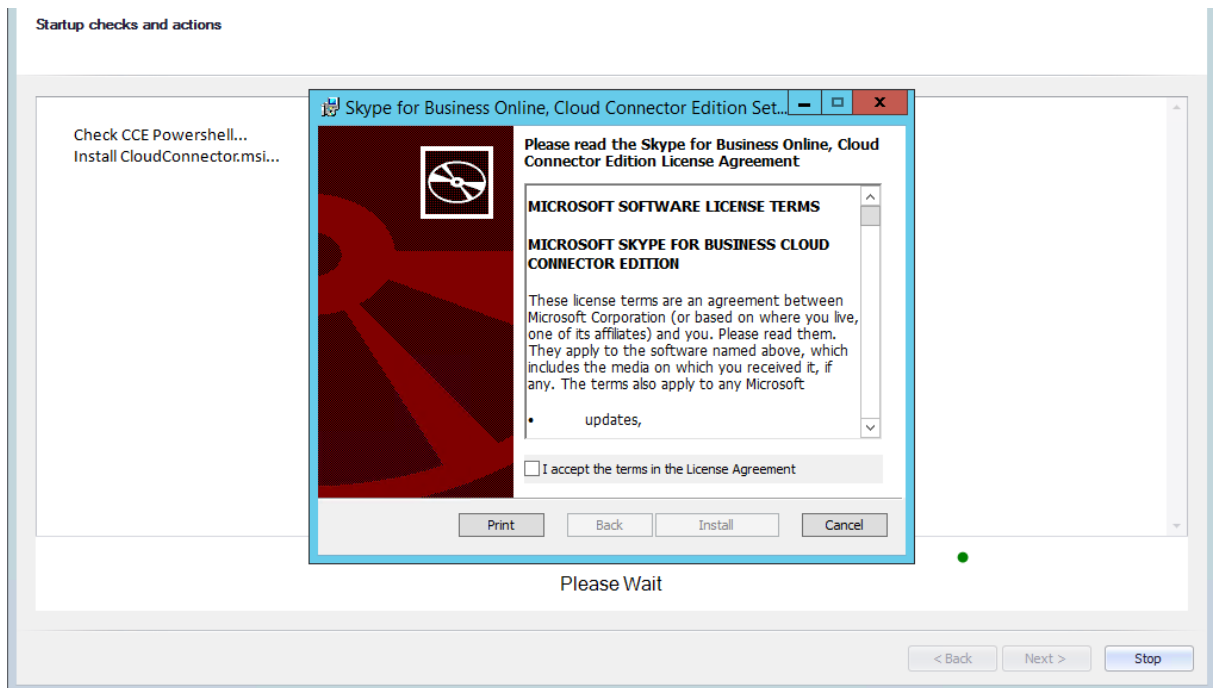 Startup checks and actions
Check CCE Powershell...
Install CloudConnector.msi...
Skype for Business Online, Cloud Connector Edition Set...
Please read the Skype for Business Online, Cloud
Connector Edition License Agreement
MICROSOFT SOFTWARE LICENSE TERMS
MICROSOFT SKYPE FOR BUSINESS CLOUD
CONNECTOR EDITION
These license terms are an agreement between
Microsoft Corporation (or based on where you live,
one of its affiliates) and you. Please read them.
They apply to the software named above, which
includes the media on which you received it, if
any. The terms also apply to any Microsoft
• updates,
I accept the terms in the License Agreement
Print Back Install Cancel
Please Wait
< Back Next > Stop